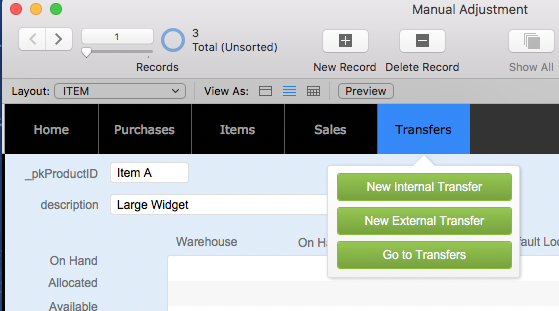 Manual Adjustment
1
3
Total (Unsorted)
Records
New Record
Delete Record
Show All
Layout: ITEM
View As:
Preview
Home
Purchases
Items
Sales
Transfers
_pkProductID
Item A
New Internal Transfer
description
Large Widget
New External Transfer
Warehouse
On Ha
fault Loc
Go to Transfers
On Hand
Allocated
Available